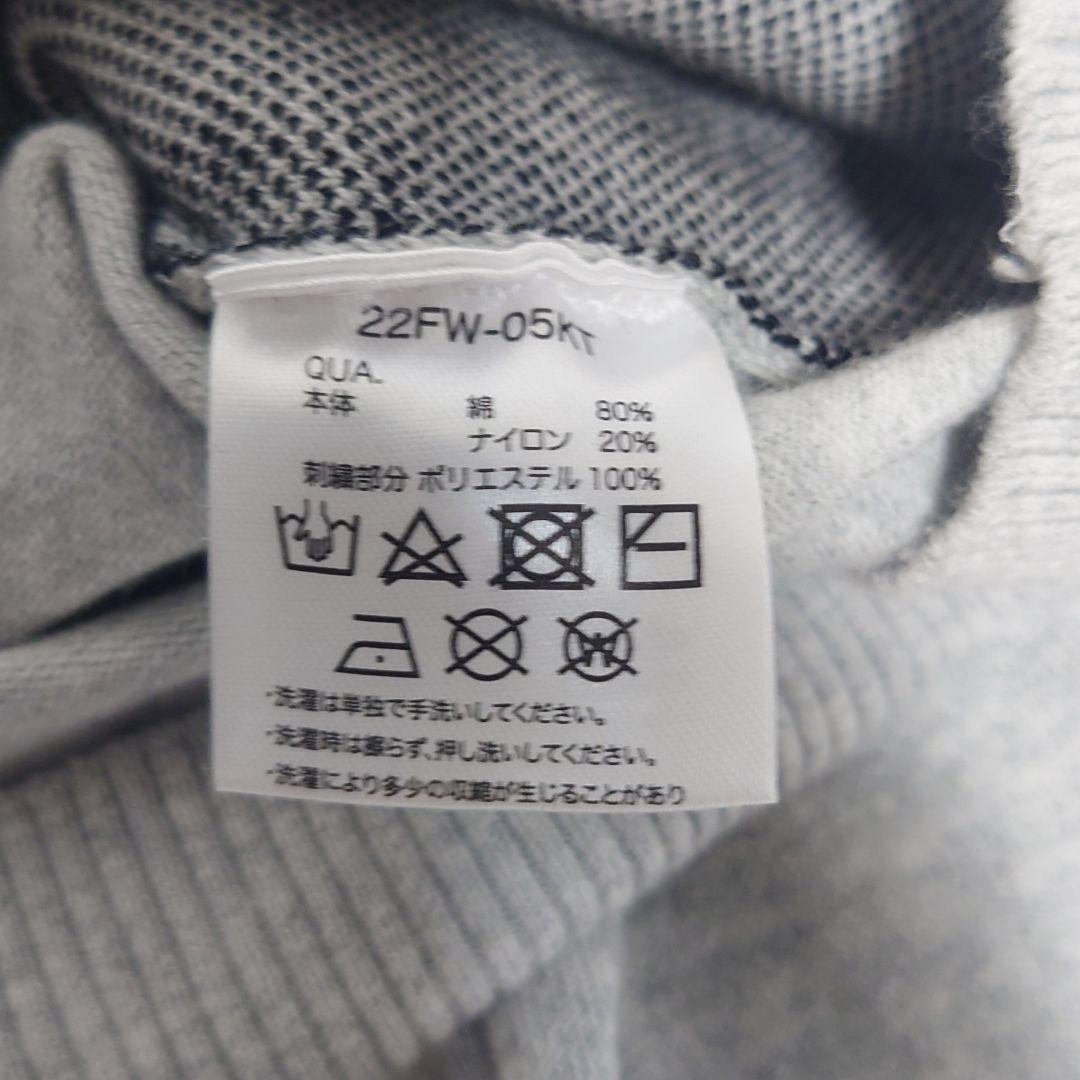 22FW-05KT
QUA.
本体 綿 80%
ナイロン 20%
刺繍部分 ポリエステル 100%
・洗濯は単独で手洗いしてください。
・洗濯時は擦らず、押し洗いしてください。
・洗濯により多少の収縮が生じることがあり